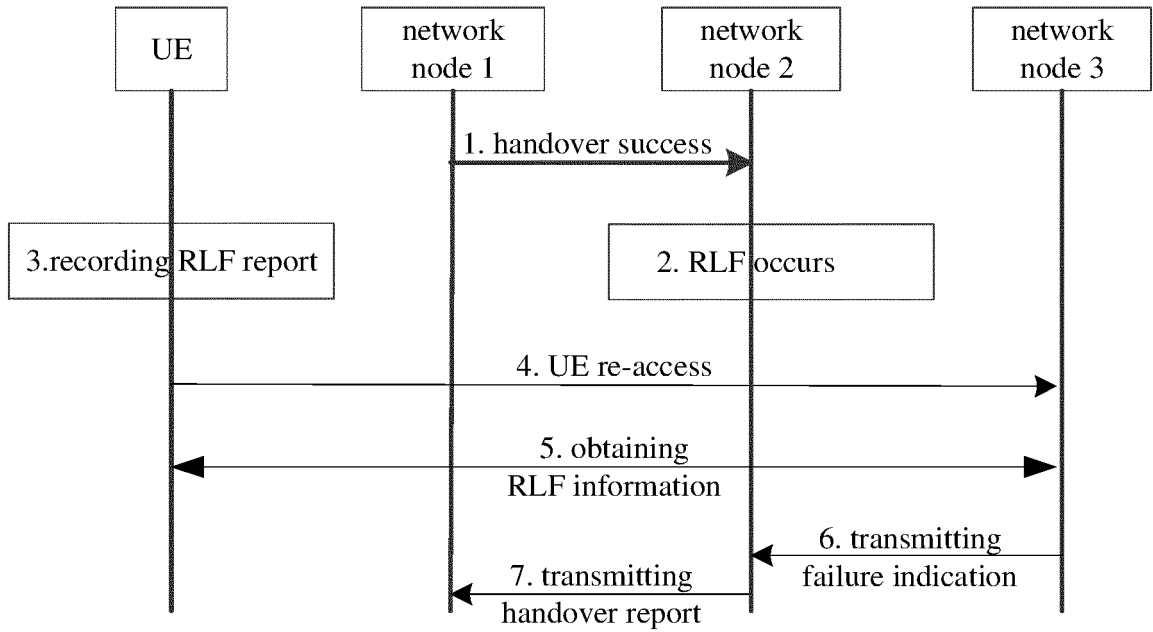 UE
network
node 1
network
node 2
network
node 3
1. handover success
3.recording RLF report
2. RLF occurs
4. UE re-access
5. obtaining
RLF information
6. transmitting
failure indication
7. transmitting
handover report